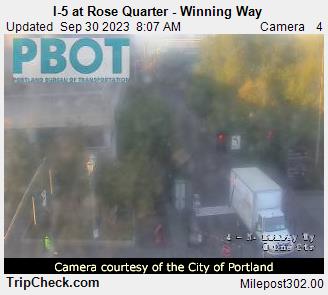 I-5 at Rose Quarter - Winning Way
Updated Sep 30 2023 8:07 AM Camera 4
PBOT
PORTLAND BUREAU OF TRANSPORTATION
4 - N.
Camera courtesy of the City of Portland
TripCheck.com Milepost302.00